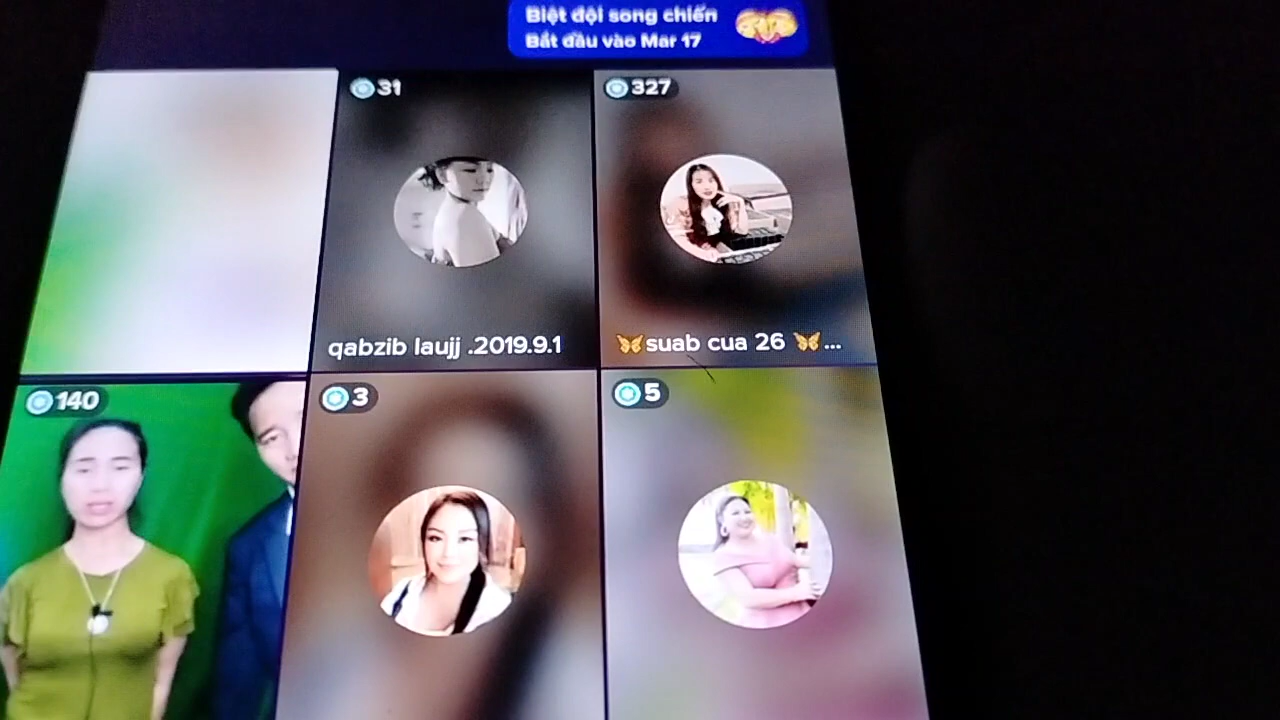 Biệt đội song chiến
Bắt đầu vào Mar 17
31
327
qabzib laujj .2019.9.1
🦋suab cua 26 🦋...
140
3
5